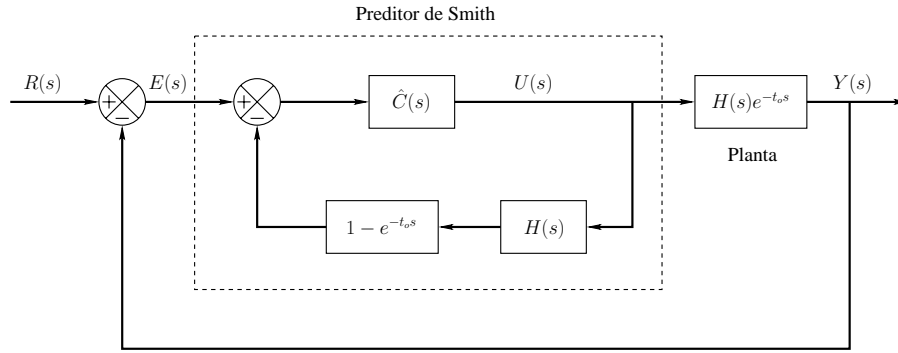 Preditor de Smith
R(s)
E(s)
U(s)
Y(s)
+
−
+
−
Ĉ(s)
H(s)e^{-t_o s}
Planta
1 − e^{-t_o s}
H(s)